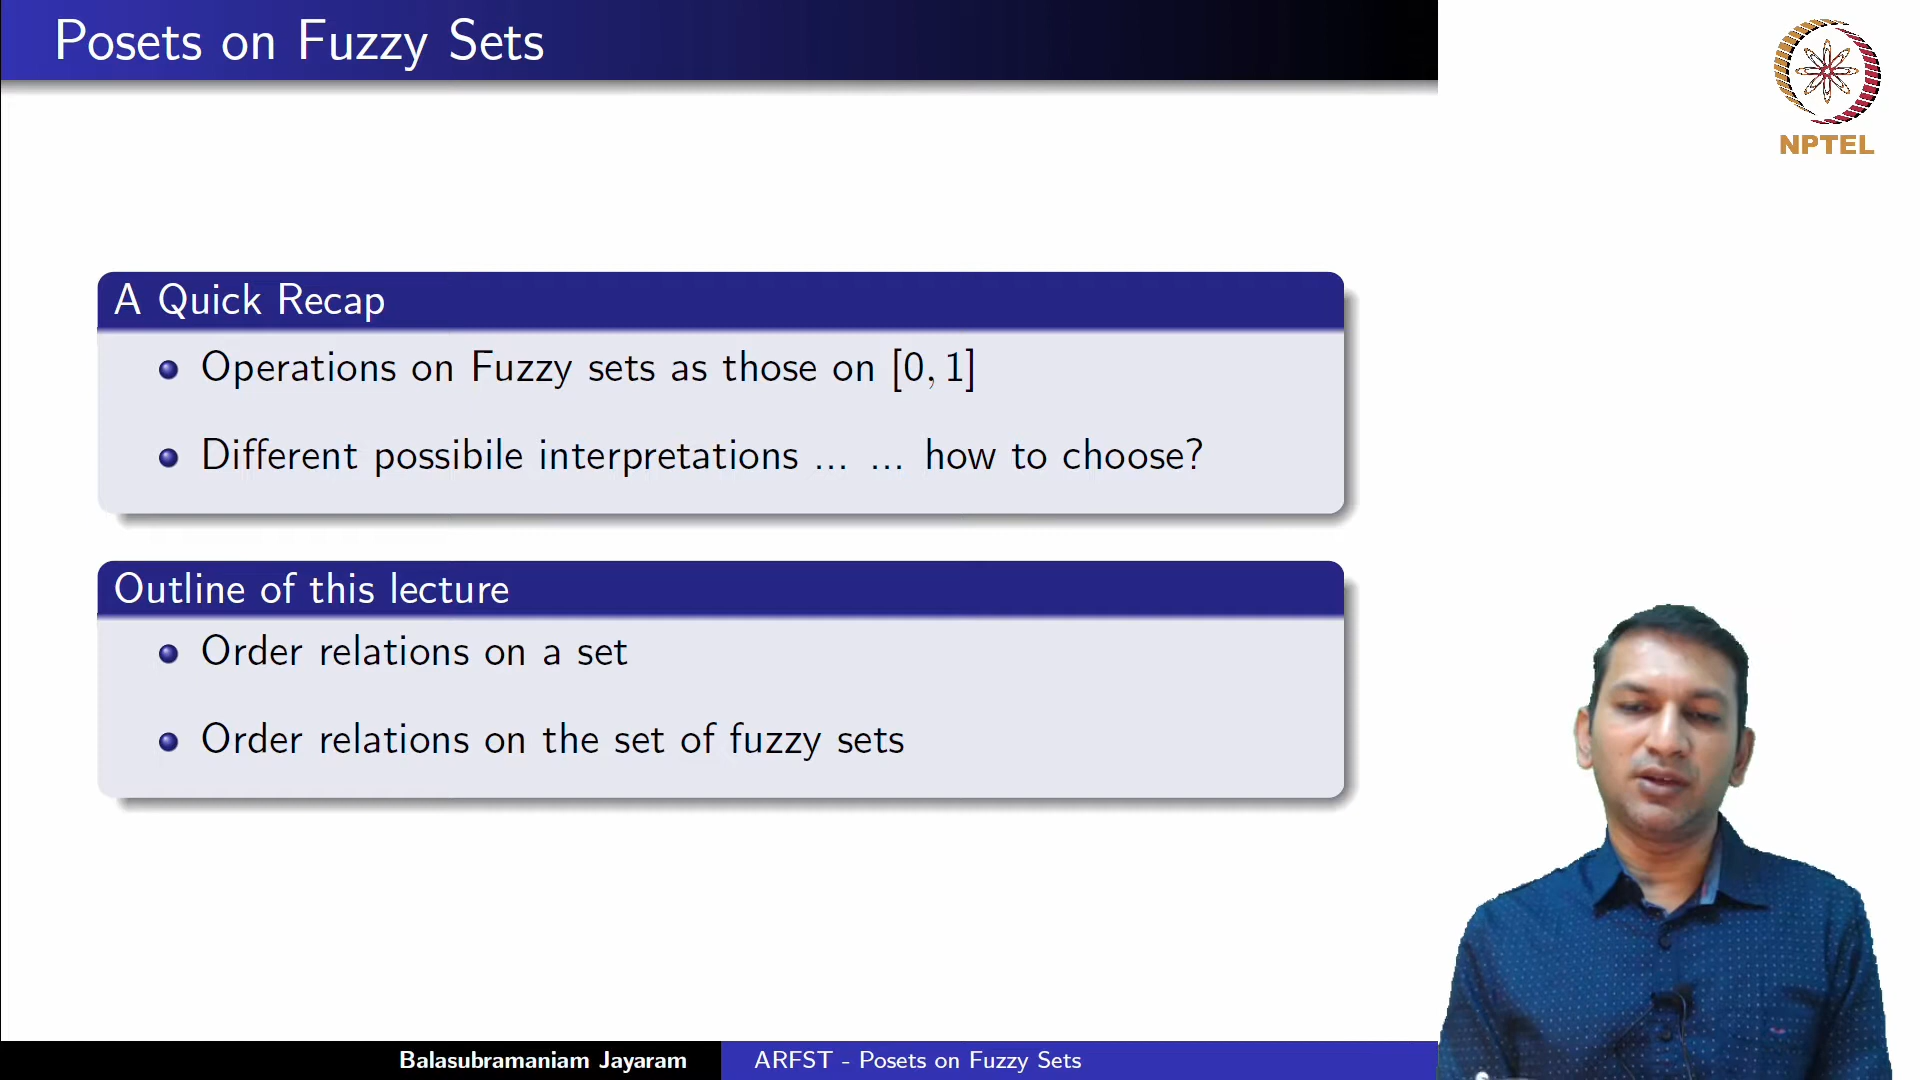 Posets on Fuzzy Sets
NPTEL
A Quick Recap
Operations on Fuzzy sets as those on [0, 1]
Different possibile interpretations ... ... how to choose?
Outline of this lecture
Order relations on a set
Order relations on the set of fuzzy sets
Balasubramaniam Jayaram
ARFST - Posets on Fuzzy Sets